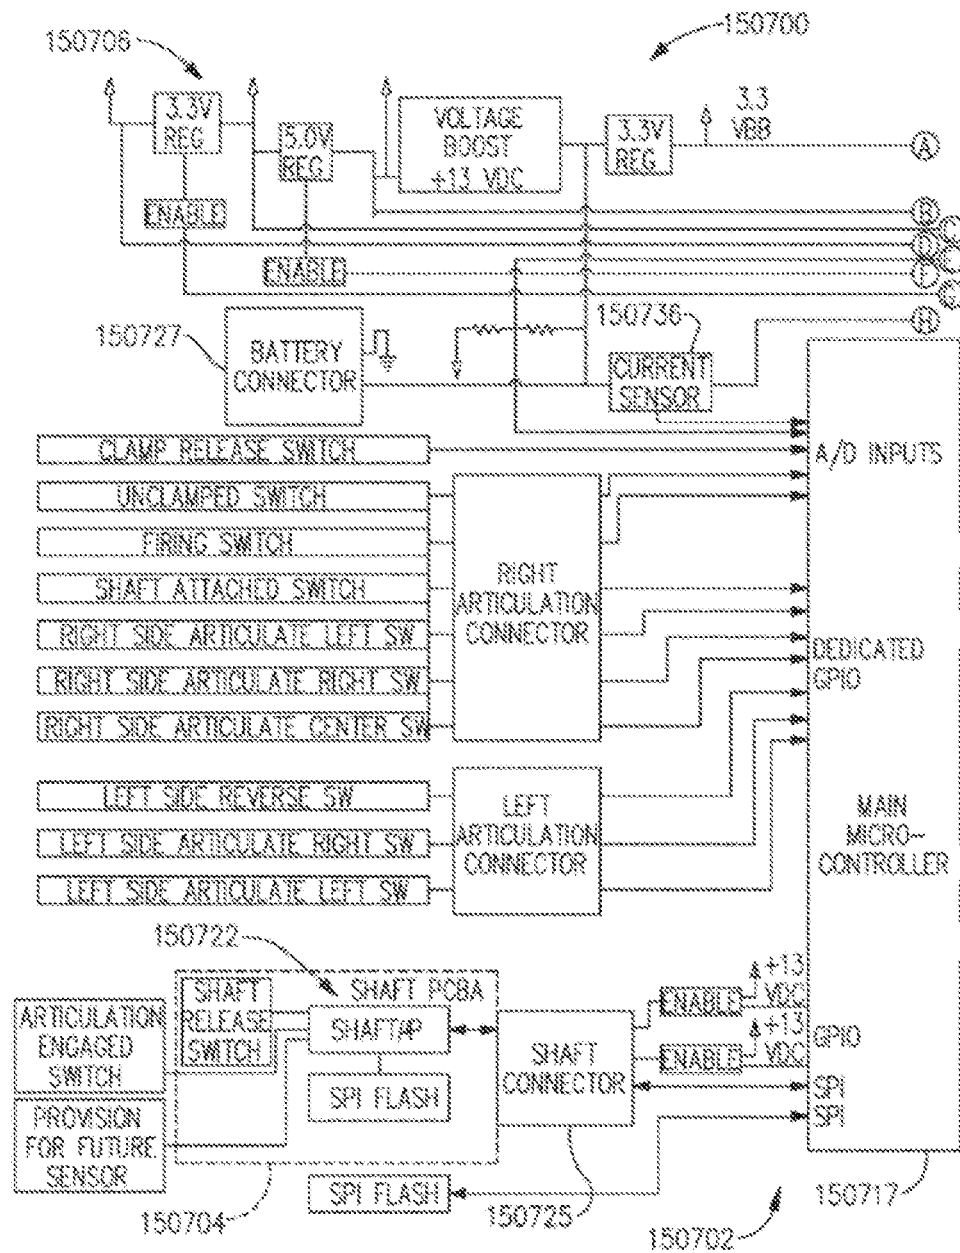 150706
150700
3.3V
REG
5.0V
REG
VOLTAGE
BOOST
+13 VDC
3.3V
REG
3.3
VBB
A
B
C
D
E
F
G
H
ENABLE
ENABLE
150727
BATTERY
CONNECTOR
150736
CURRENT
SENSOR
CLAMP RELEASE SWITCH
UNCLAMPED SWITCH
FIRING SWITCH
SHAFT ATTACHED SWITCH
RIGHT SIDE ARTICULATE LEFT SW
RIGHT SIDE ARTICULATE RIGHT SW
RIGHT SIDE ARTICULATE CENTER SW
RIGHT
ARTICULATION
CONNECTOR
A/D INPUTS
DEDICATED
GPIO
LEFT SIDE REVERSE SW
LEFT SIDE ARTICULATE RIGHT SW
LEFT SIDE ARTICULATE LEFT SW
LEFT
ARTICULATION
CONNECTOR
MAIN
MICRO-
CONTROLLER
150722
SHAFT PCBA
SHAFT
RELEASE
SWITCH
SHAFT µP
SPI FLASH
ARTICULATION
ENGAGED
SWITCH
PROVISION
FOR FUTURE
SENSOR
SHAFT
CONNECTOR
ENABLE
+13
VDC
ENABLE
+13
VDC
GPIO
SPI
SPI
SPI FLASH
150704
150725
150702
150717